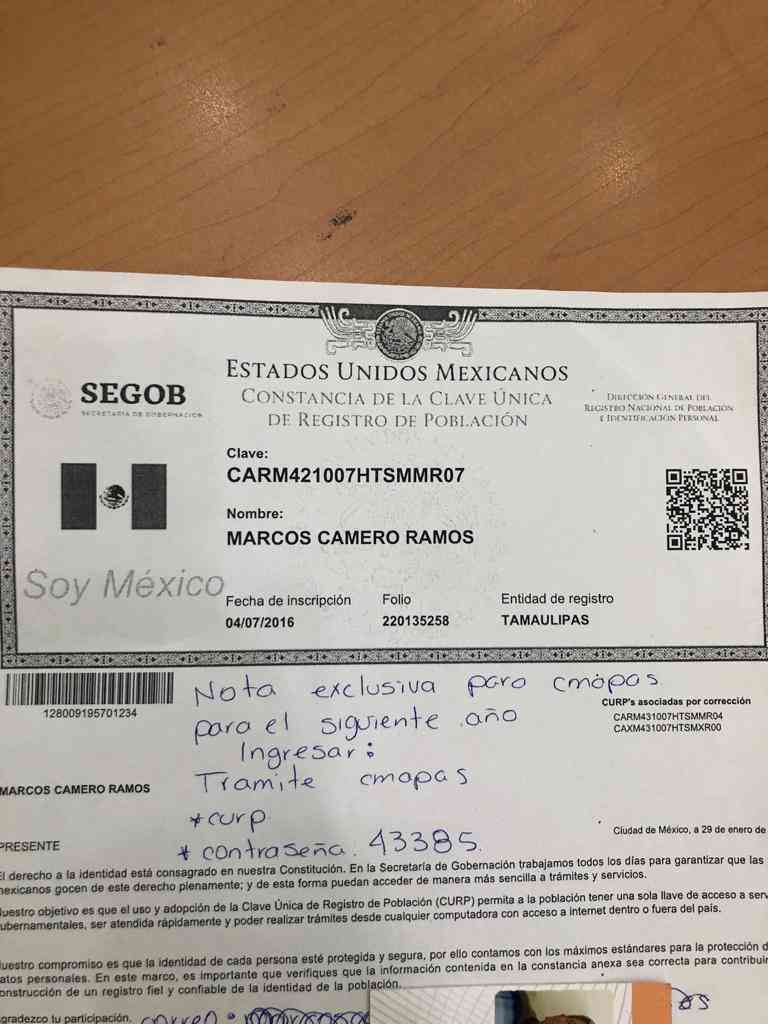 ESTADOS UNIDOS MEXICANOS
CONSTANCIA DE LA CLAVE ÚNICA
DE REGISTRO DE POBLACIÓN
SEGOB
SECRETARÍA DE GOBERNACIÓN
DIRECCIÓN GENERAL DEL
REGISTRO NACIONAL DE POBLACIÓN
E IDENTIFICACIÓN PERSONAL
Clave:
CARM421007HTSMMR07
Nombre:
MARCOS CAMERO RAMOS
Soy México
Fecha de inscripción Folio Entidad de registro
04/07/2016 220135258 TAMAULIPAS
128009195701234
Nota exclusiva para cmapas
para el siguiente año
Ingresar:
Tramite cmapas
*curp
*contraseña. 43385.
CURP's asociadas por corrección
CARM431007HTSMMR04
CAXM431007HTSMXR00
MARCOS CAMERO RAMOS
PRESENTE
Ciudad de México, a 29 de enero de
El derecho a la identidad está consagrado en nuestra Constitución. En la Secretaría de Gobernación trabajamos todos los días para garantizar que las
mexicanos gocen de este derecho plenamente; y de esta forma puedan acceder de manera más sencilla a trámites y servicios.
uestro objetivo es que el uso y adopción de la Clave Única de Registro de Población (CURP) permita a la población tener una sola llave de acceso a serv
ubernamentales, ser atendida rápidamente y poder realizar trámites desde cualquier computadora con acceso a internet dentro o fuera del país.
uestro compromiso es que la identidad de cada persona esté protegida y segura, por ello contamos con los máximos estándares para la protección d
atos personales. En este marco, es importante que verifiques que la información contenida en la constancia anexa sea correcta para contribuir
onstrucción de un registro fiel y confiable de la identidad de la población.
gradezco tu participación. correo: